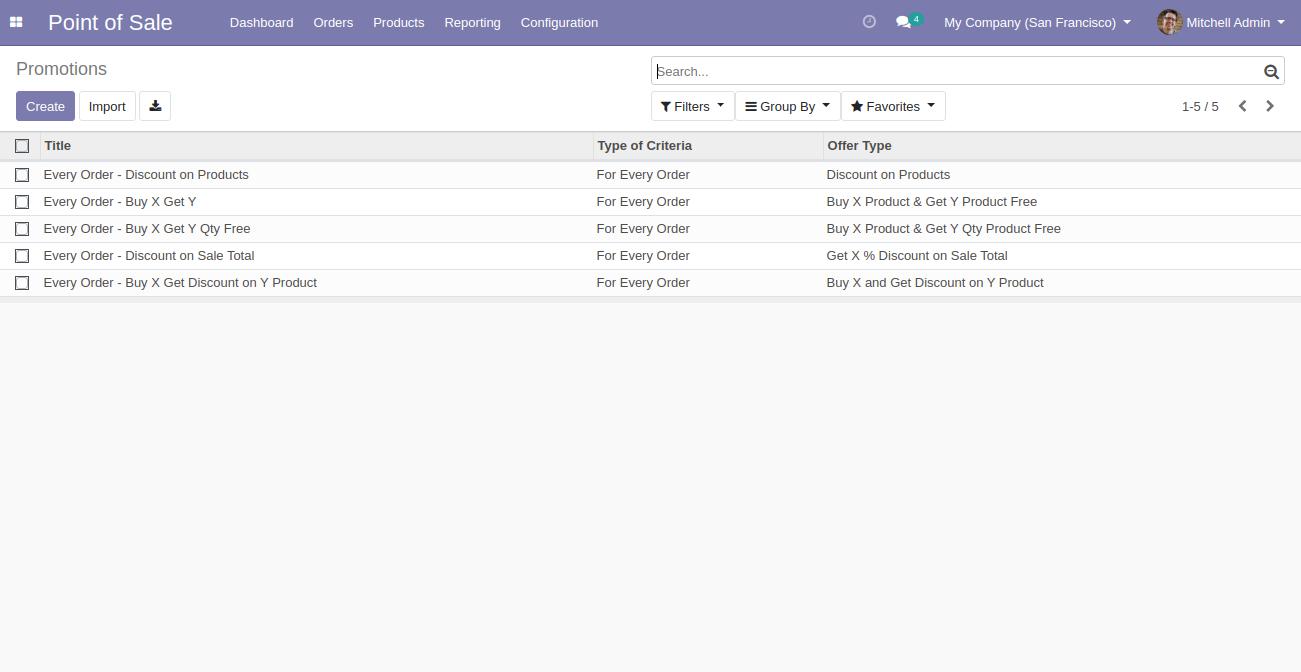 Point of Sale Dashboard Orders Products Reporting Configuration 4 My Company (San Francisco) Mitchell Admin
Promotions Search...
Create Import Filters Group By Favorites 1-5 / 5
Title Type of Criteria Offer Type
Every Order - Discount on Products For Every Order Discount on Products
Every Order - Buy X Get Y For Every Order Buy X Product & Get Y Product Free
Every Order - Buy X Get Y Qty Free For Every Order Buy X Product & Get Y Qty Product Free
Every Order - Discount on Sale Total For Every Order Get X % Discount on Sale Total
Every Order - Buy X Get Discount on Y Product For Every Order Buy X and Get Discount on Y Product